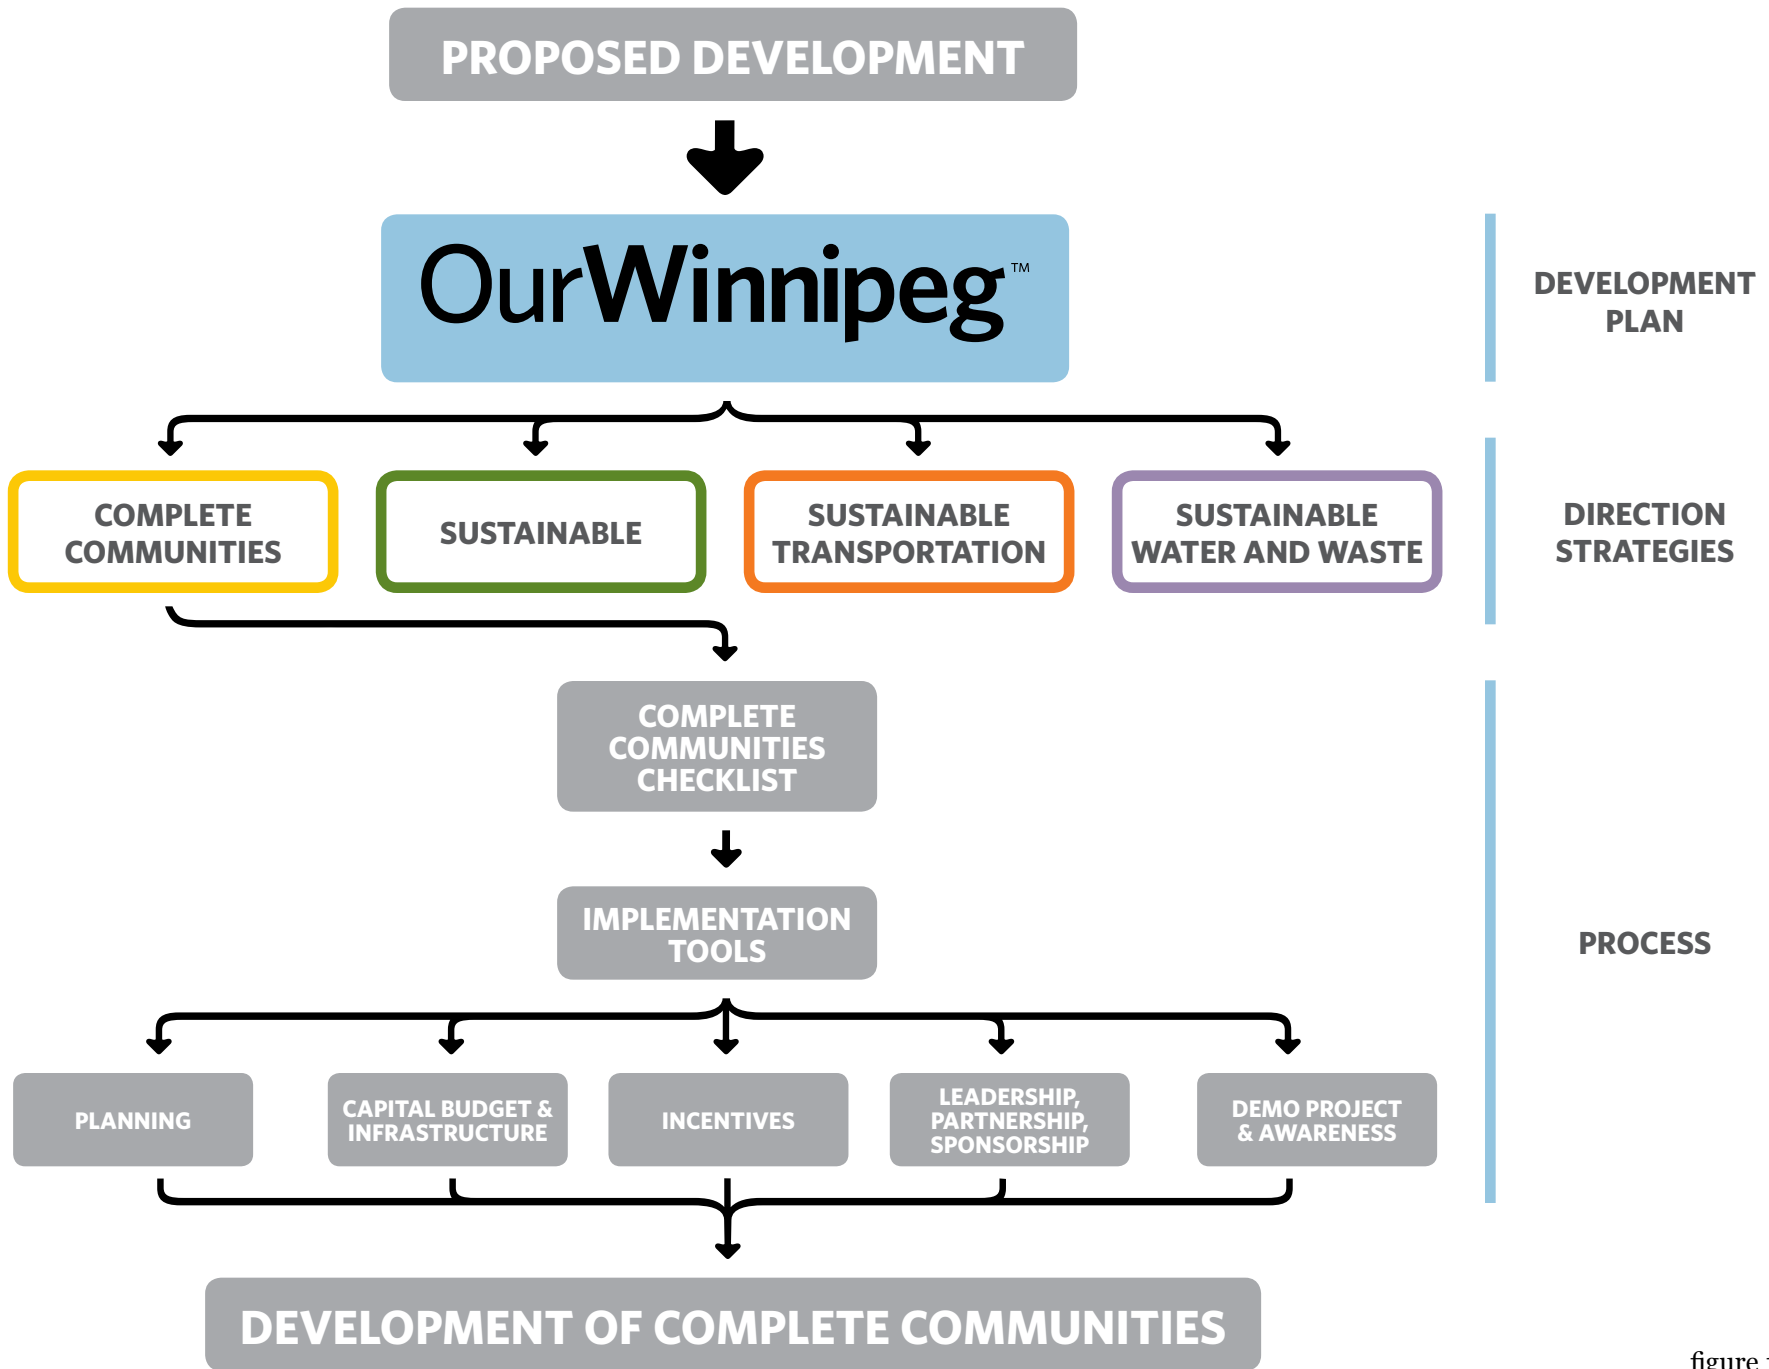 PROPOSED DEVELOPMENT
OurWinnipeg™
DEVELOPMENT
PLAN
COMPLETE
COMMUNITIES
SUSTAINABLE
SUSTAINABLE
TRANSPORTATION
SUSTAINABLE
WATER AND WASTE
DIRECTION
STRATEGIES
COMPLETE
COMMUNITIES
CHECKLIST
IMPLEMENTATION
TOOLS
PROCESS
PLANNING
CAPITAL BUDGET &
INFRASTRUCTURE
INCENTIVES
LEADERSHIP,
PARTNERSHIP,
SPONSORSHIP
DEMO PROJECT
& AWARENESS
DEVELOPMENT OF COMPLETE COMMUNITIES
figure